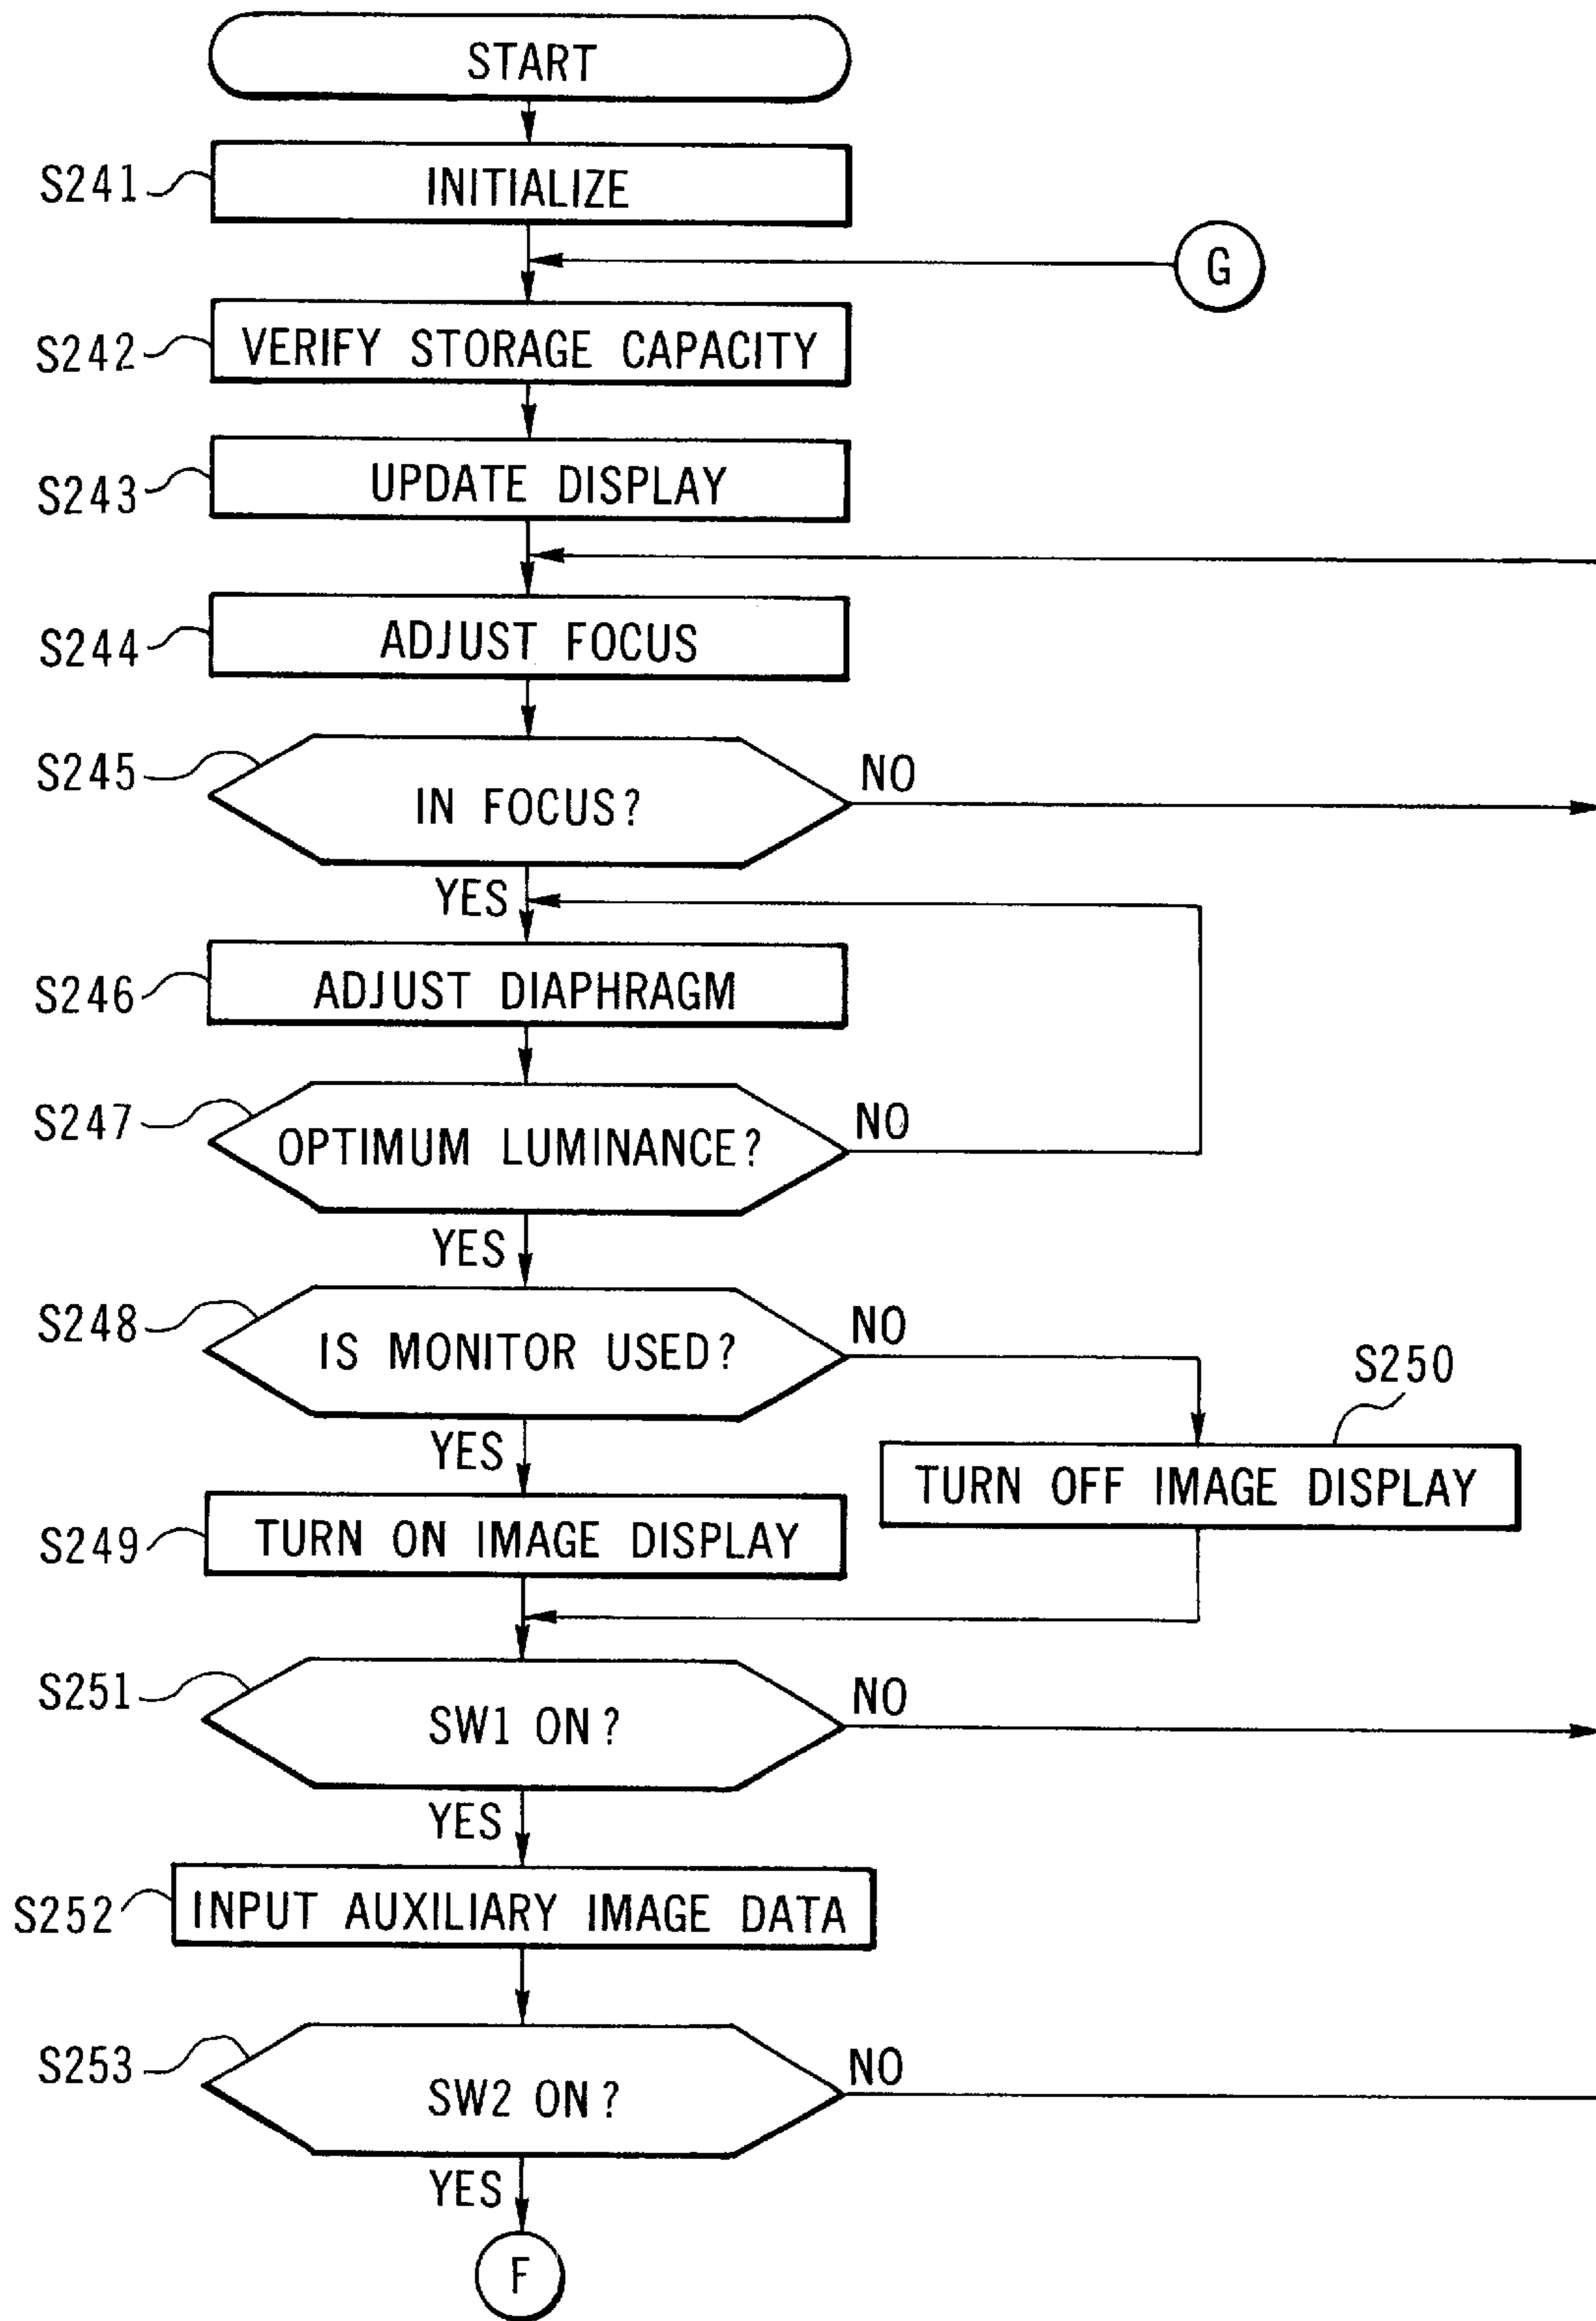 START
S241
INITIALIZE
G
S242
VERIFY STORAGE CAPACITY
S243
UPDATE DISPLAY
S244
ADJUST FOCUS
S245
IN FOCUS?
NO
YES
S246
ADJUST DIAPHRAGM
S247
OPTIMUM LUMINANCE?
NO
YES
S248
IS MONITOR USED?
NO
S250
YES
TURN OFF IMAGE DISPLAY
S249
TURN ON IMAGE DISPLAY
S251
SW1 ON?
NO
YES
S252
INPUT AUXILIARY IMAGE DATA
S253
SW2 ON?
NO
YES
F